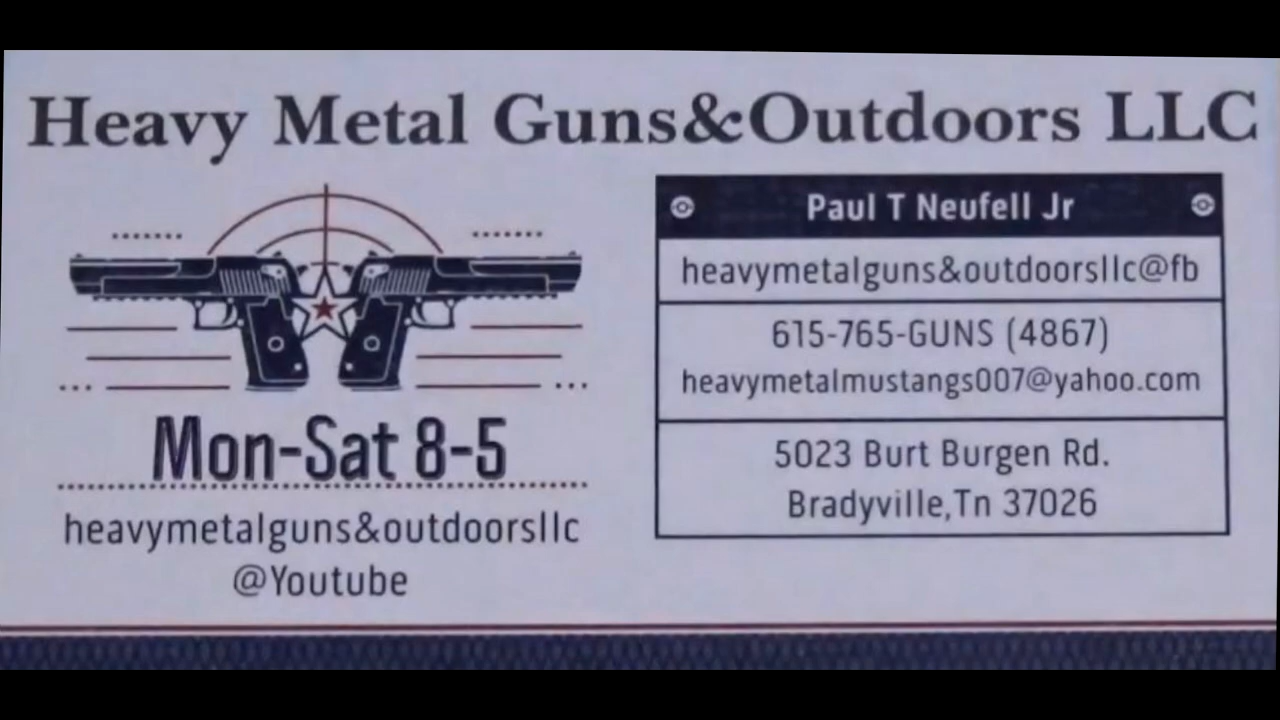 Heavy Metal Guns&Outdoors LLC
Mon-Sat 8-5
heavymetalguns&outdoorsllc
@Youtube
Paul T Neufell Jr
heavymetalguns&outdoorsllc@fb
615-765-GUNS (4867)
heavymetalmustangs007@yahoo.com
5023 Burt Burgen Rd.
Bradyville,Tn 37026